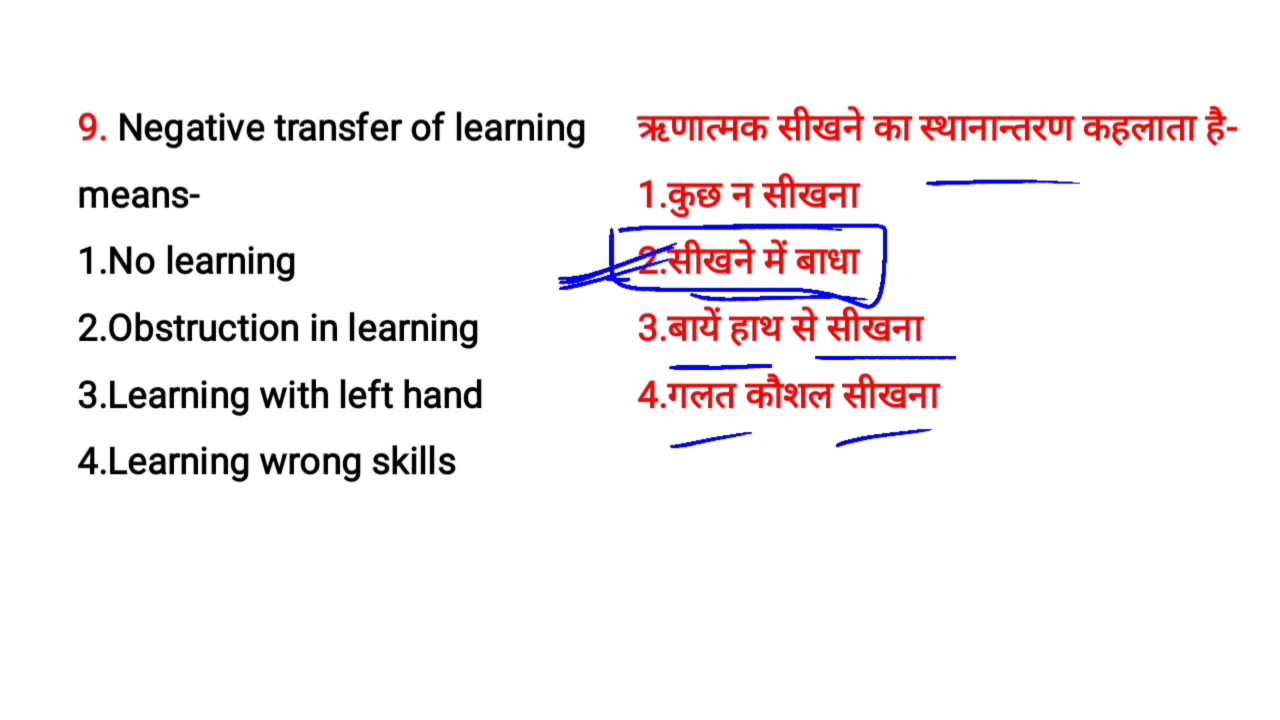 9. Negative transfer of learning
means-
1.No learning
2.Obstruction in learning
3.Learning with left hand
4.Learning wrong skills
ऋणात्मक सीखने का स्थानान्तरण कहलाता है-
1.कुछ न सीखना
2.सीखने में बाधा
3.बायें हाथ से सीखना
4.गलत कौशल सीखना